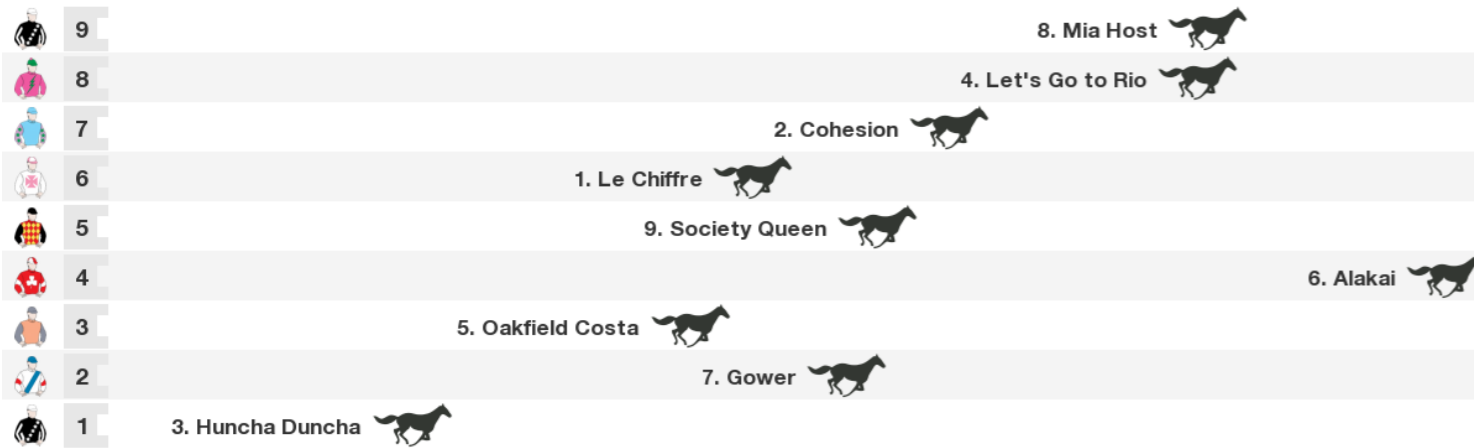 9 8. Mia Host
8 4. Let's Go to Rio
7 2. Cohesion
6 1. Le Chiffre
5 9. Society Queen
4 6. Alakai
3 5. Oakfield Costa
2 7. Gower
1 3. Huncha Duncha